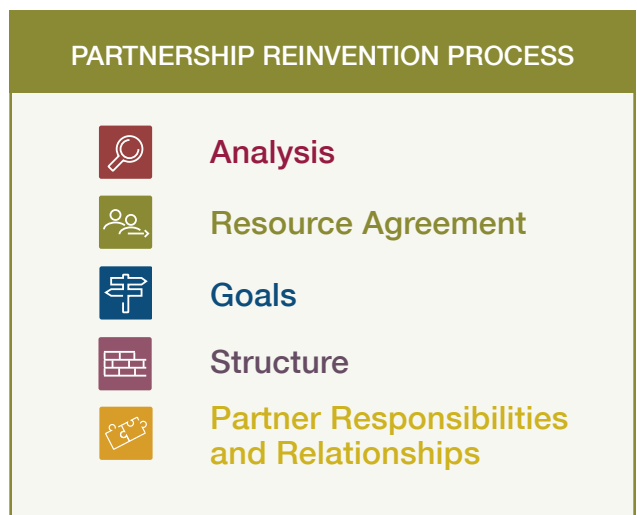 PARTNERSHIP REINVENTION PROCESS
Analysis
Resource Agreement
Goals
Structure
Partner Responsibilities
and Relationships